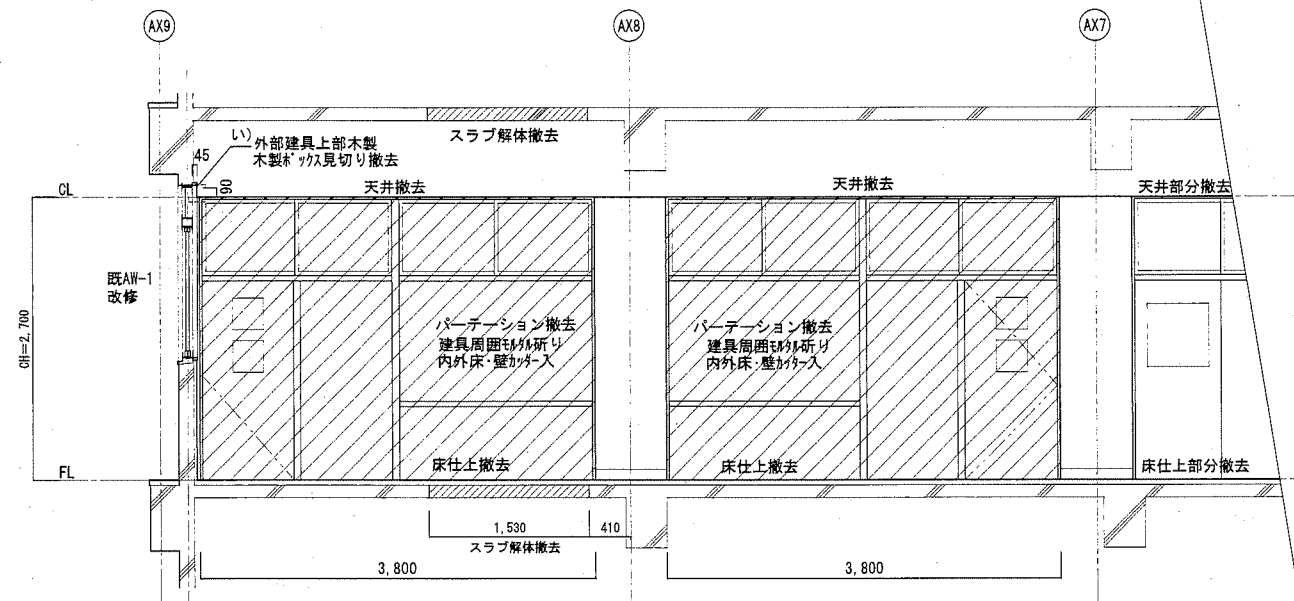 AX9
AX8
AX7
スラブ解体撤去
い) 外部建具上部木製
木製ボックス見切り撤去
45
90
CL
天井撤去
天井撤去
天井部分撤去
既AW-1
改修
CH=2,700
パーテーション撤去
建具周囲モルタル斫り
内外床・壁カッター入
パーテーション撤去
建具周囲モルタル斫り
内外床・壁カッター入
床仕上撤去
床仕上撤去
床仕上部分撤去
FL
1,530
410
スラブ解体撤去
3,800
3,800